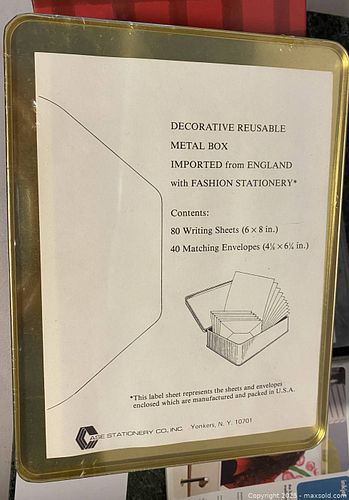 DECORATIVE REUSABLE
METAL BOX
IMPORTED from ENGLAND
with FASHION STATIONERY*
Contents:
80 Writing Sheets (6 × 8 in.)
40 Matching Envelopes (4⅛ × 6¼ in.)
*This label sheet represents the sheets and envelopes
enclosed which are manufactured and packed in U.S.A.
CASE STATIONERY CO., INC. Yonkers, N. Y. 10701
Copyright 2025 - maxsold.com